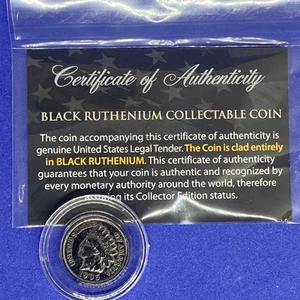 Certificate of Authenticity
BLACK RUTHENIUM COLLECTABLE COIN
The coin accompanying this certificate of authenticity is
genuine United States Legal Tender. The Coin is clad entirely
in BLACK RUTHENIUM. This certificate of authenticity
guarantees that your coin is authentic and recognized by
every monetary authority around the world, therefore
its Collector Edition status.